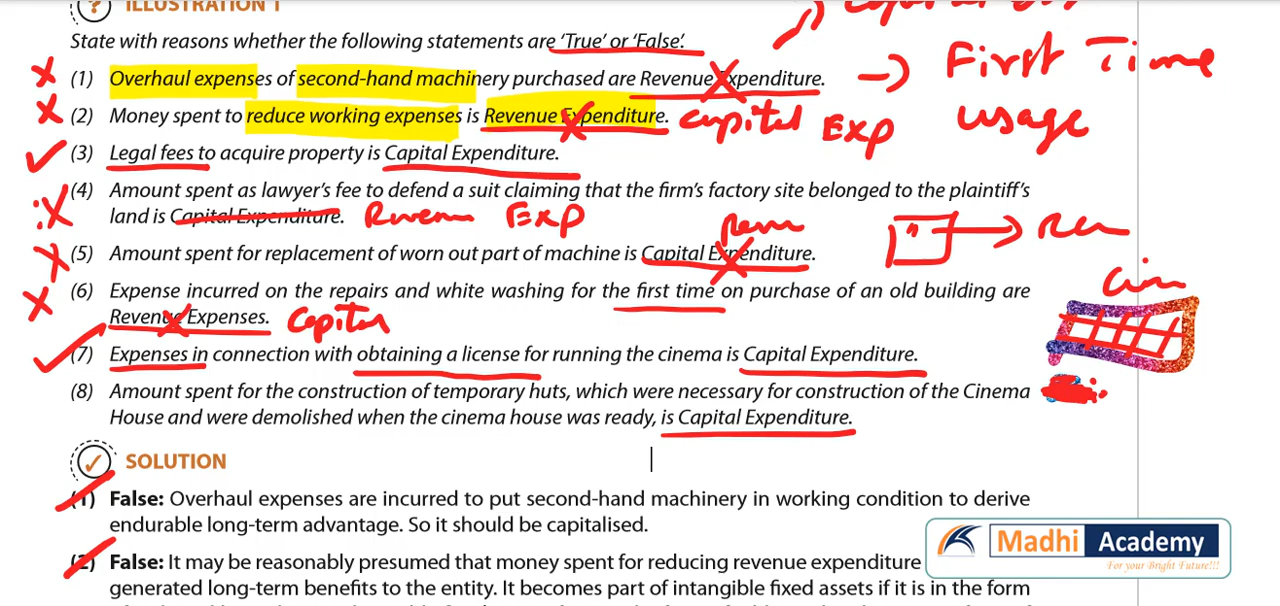 ILLUSTRATION 1
State with reasons whether the following statements are 'True' or 'False'.
(1) Overhaul expenses of second-hand machinery purchased are Revenue Expenditure. First Time
(2) Money spent to reduce working expenses is Revenue Expenditure. Capital Exp usage
(3) Legal fees to acquire property is Capital Expenditure.
(4) Amount spent as lawyer's fee to defend a suit claiming that the firm's factory site belonged to the plaintiff's
land is Capital Expenditure. Revenue Exp
(5) Amount spent for replacement of worn out part of machine is Capital Expenditure.
(6) Expense incurred on the repairs and white washing for the first time on purchase of an old building are
Revenue Expenses. Capital
(7) Expenses in connection with obtaining a license for running the cinema is Capital Expenditure.
(8) Amount spent for the construction of temporary huts, which were necessary for construction of the Cinema
House and were demolished when the cinema house was ready, is Capital Expenditure.
SOLUTION
(1) False: Overhaul expenses are incurred to put second-hand machinery in working condition to derive
endurable long-term advantage. So it should be capitalised.
(2) False: It may be reasonably presumed that money spent for reducing revenue expenditure
generated long-term benefits to the entity. It becomes part of intangible fixed assets if it is in the form
Madhi Academy
For your Bright Future!!!